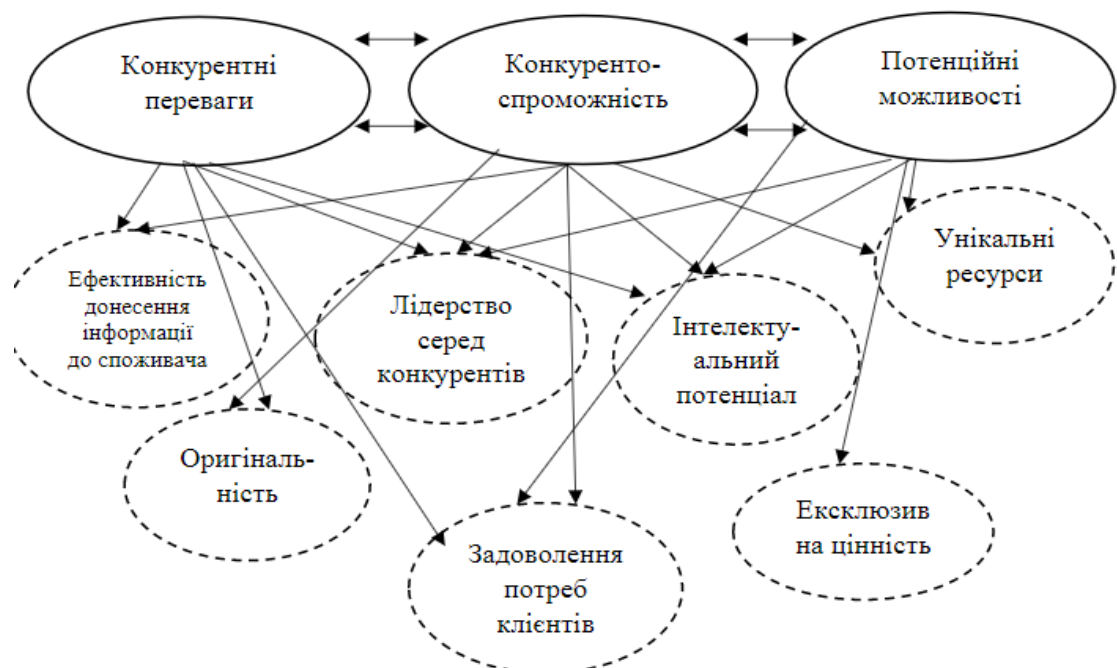 Конкурентні
переваги
Конкуренто-
спроможність
Потенційні
можливості
Ефективність
донесення
інформації
до споживача
Лідерство
серед
конкурентів
Інтелекту-
альний
потенціал
Унікальні
ресурси
Оригіналь-
ність
Задоволення
потреб
клієнтів
Ексклюзив
на цінність